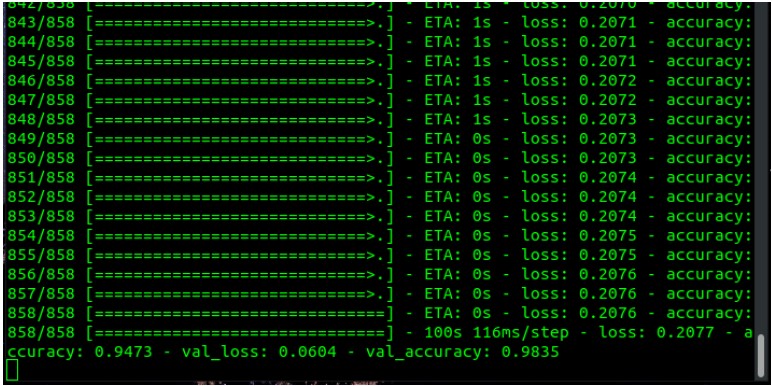 842/858 [==============================>.] - ETA: 1s - loss: 0.2070 - accuracy:
843/858 [==============================>.] - ETA: 1s - loss: 0.2071 - accuracy:
844/858 [==============================>.] - ETA: 1s - loss: 0.2071 - accuracy:
845/858 [==============================>.] - ETA: 1s - loss: 0.2071 - accuracy:
846/858 [==============================>.] - ETA: 1s - loss: 0.2072 - accuracy:
847/858 [==============================>.] - ETA: 1s - loss: 0.2072 - accuracy:
848/858 [==============================>.] - ETA: 1s - loss: 0.2073 - accuracy:
849/858 [==============================>.] - ETA: 0s - loss: 0.2073 - accuracy:
850/858 [==============================>.] - ETA: 0s - loss: 0.2073 - accuracy:
851/858 [==============================>.] - ETA: 0s - loss: 0.2074 - accuracy:
852/858 [==============================>.] - ETA: 0s - loss: 0.2074 - accuracy:
853/858 [==============================>.] - ETA: 0s - loss: 0.2074 - accuracy:
854/858 [==============================>.] - ETA: 0s - loss: 0.2075 - accuracy:
855/858 [==============================>.] - ETA: 0s - loss: 0.2075 - accuracy:
856/858 [==============================>.] - ETA: 0s - loss: 0.2076 - accuracy:
857/858 [==============================>.] - ETA: 0s - loss: 0.2076 - accuracy:
858/858 [================================] - ETA: 0s - loss: 0.2076 - accuracy:
858/858 [================================] - 100s 116ms/step - loss: 0.2077 - a
ccuracy: 0.9473 - val_loss: 0.0604 - val_accuracy: 0.9835